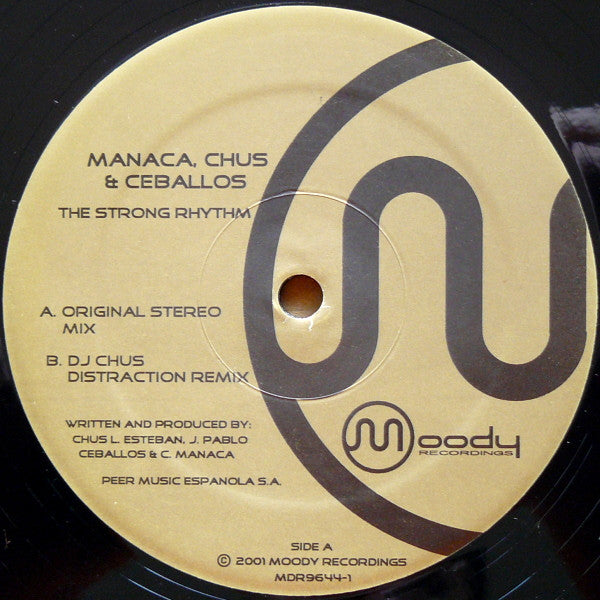 MANACA, CHUS
& CEBALLOS
THE STRONG RHYTHM
A. ORIGINAL STEREO
MIX
B. DJ CHUS
DISTRACTION REMIX
WRITTEN AND PRODUCED BY:
CHUS L. ESTEBAN, J. PABLO
CEBALLOS & C. MANACA
PEER MUSIC ESPANOLA S.A.
Moody
RECORDINGS
SIDE A
© 2001 MOODY RECORDINGS
MDR9644-1